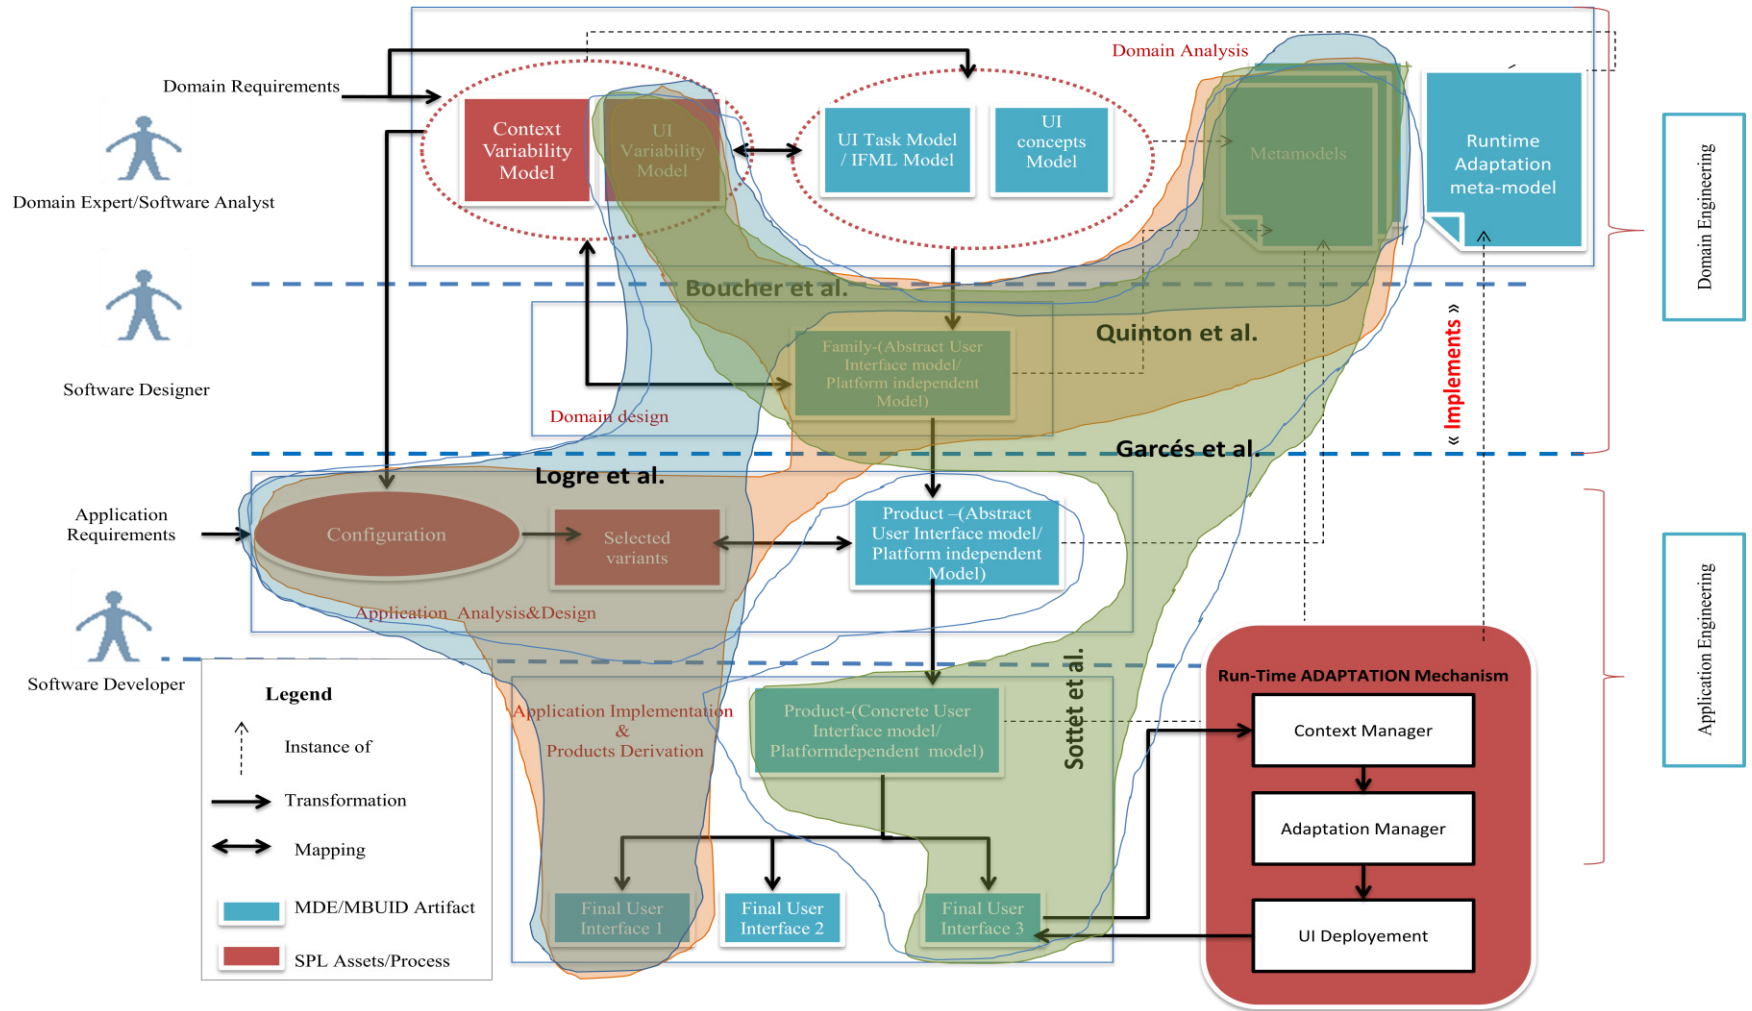 Domain Analysis
Domain Requirements
Context
Variability
Model
UI
Variability
Model
UI Task Model
/ IFML Model
UI
concepts
Model
Metamodels
Runtime
Adaptation
meta-model
Domain Expert/Software Analyst
Domain Engineering
Boucher et al.
Quinton et al.
« Implements »
Family-(Abstract User
Interface model/
Platform independent
Model)
Software Designer
Domain design
Garcés et al.
Logre et al.
Application
Requirements
Configuration
Selected
variants
Product –(Abstract
User Interface model/
Platform independent
Model)
Application Analysis&Design
Application Engineering
Software Developer
Sottet et al.
Run-Time ADAPTATION Mechanism
Legend
Instance of
Transformation
Mapping
MDE/MBUID Artifact
SPL Assets/Process
Application Implementation
&
Products Derivation
Product-(Concrete User
Interface model/
Platformdependent model)
Context Manager
Adaptation Manager
UI Deployement
Final User
Interface 1
Final User
Interface 2
Final User
Interface 3